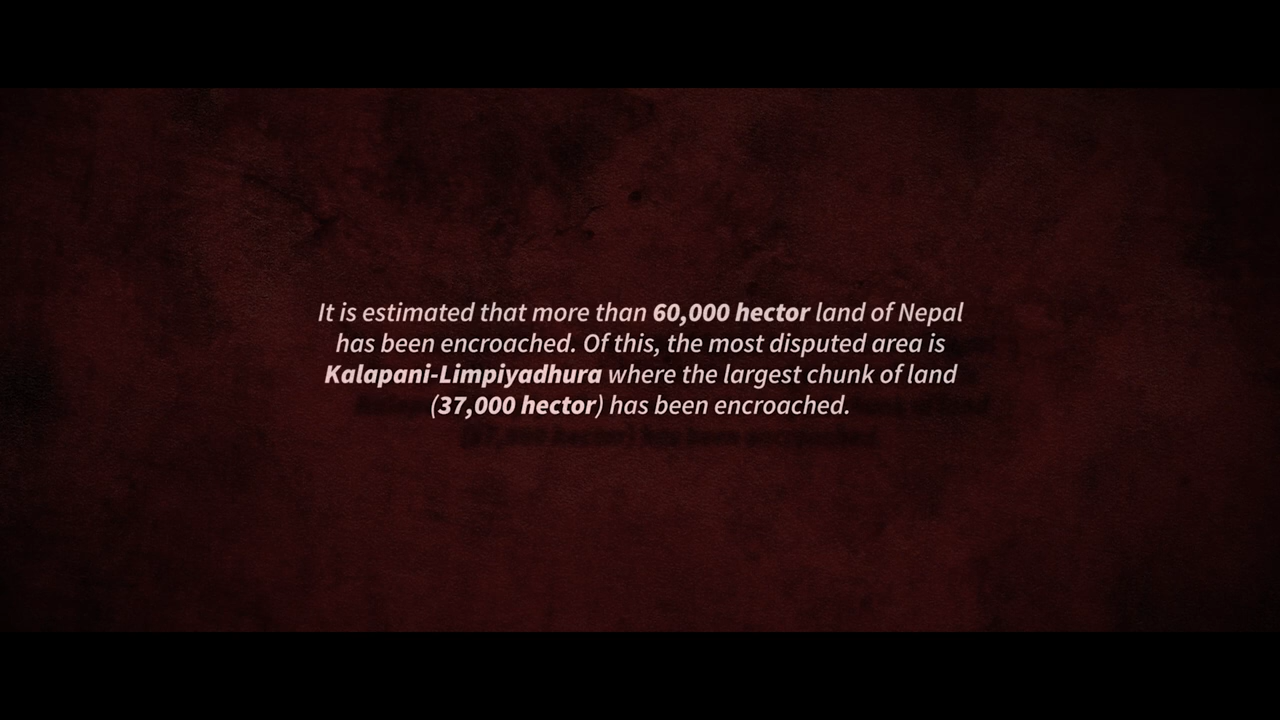 It is estimated that more than 60,000 hector land of Nepal
has been encroached. Of this, the most disputed area is
Kalapani-Limpiyadhura where the largest chunk of land
(37,000 hector) has been encroached.